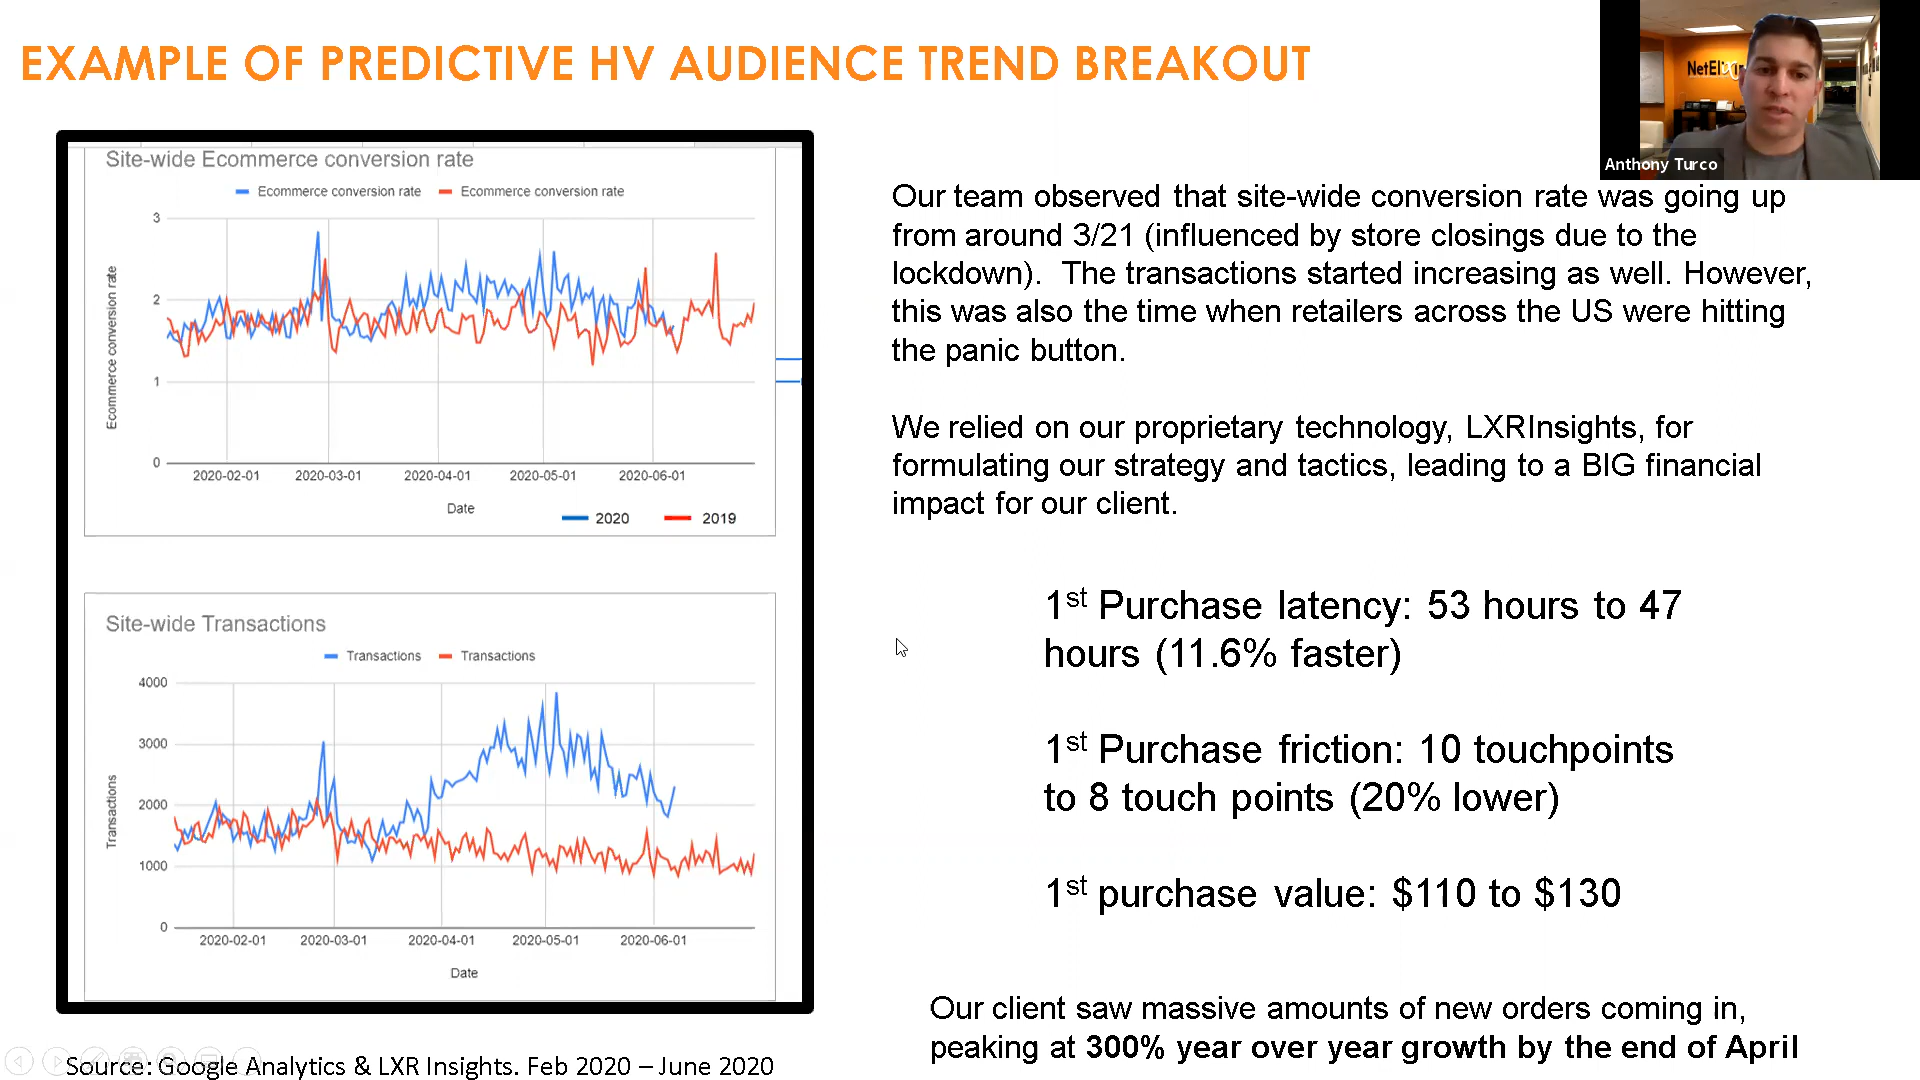 EXAMPLE OF PREDICTIVE HV AUDIENCE TREND BREAKOUT
Anthony Turco
Site-wide Ecommerce conversion rate
Ecommerce conversion rate Ecommerce conversion rate
3
2
1
0
Ecommerce conversion rate
2020-02-01 2020-03-01 2020-04-01 2020-05-01 2020-06-01
Date
2020 2019
Site-wide Transactions
Transactions Transactions
4000
3000
2000
1000
0
Transactions
2020-02-01 2020-03-01 2020-04-01 2020-05-01 2020-06-01
Date
Source: Google Analytics & LXR Insights. Feb 2020 – June 2020
Our team observed that site-wide conversion rate was going up
from around 3/21 (influenced by store closings due to the
lockdown).  The transactions started increasing as well. However,
this was also the time when retailers across the US were hitting
the panic button.
We relied on our proprietary technology, LXRInsights, for
formulating our strategy and tactics, leading to a BIG financial
impact for our client.
1st Purchase latency: 53 hours to 47
hours (11.6% faster)
1st Purchase friction: 10 touchpoints
to 8 touch points (20% lower)
1st purchase value: $110 to $130
Our client saw massive amounts of new orders coming in,
peaking at 300% year over year growth by the end of April